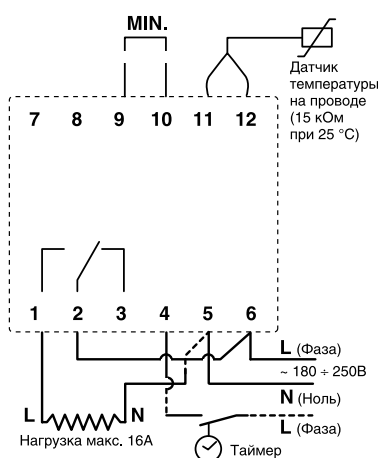 MIN.
Датчик
температуры
на проводе
(15 кОм
при 25 °C)
7 8 9 10 11 12
1 2 3 4 5 6
L (Фаза)
~ 180 ÷ 250В
N (Ноль)
L N
L (Фаза)
Нагрузка макс. 16А
Таймер